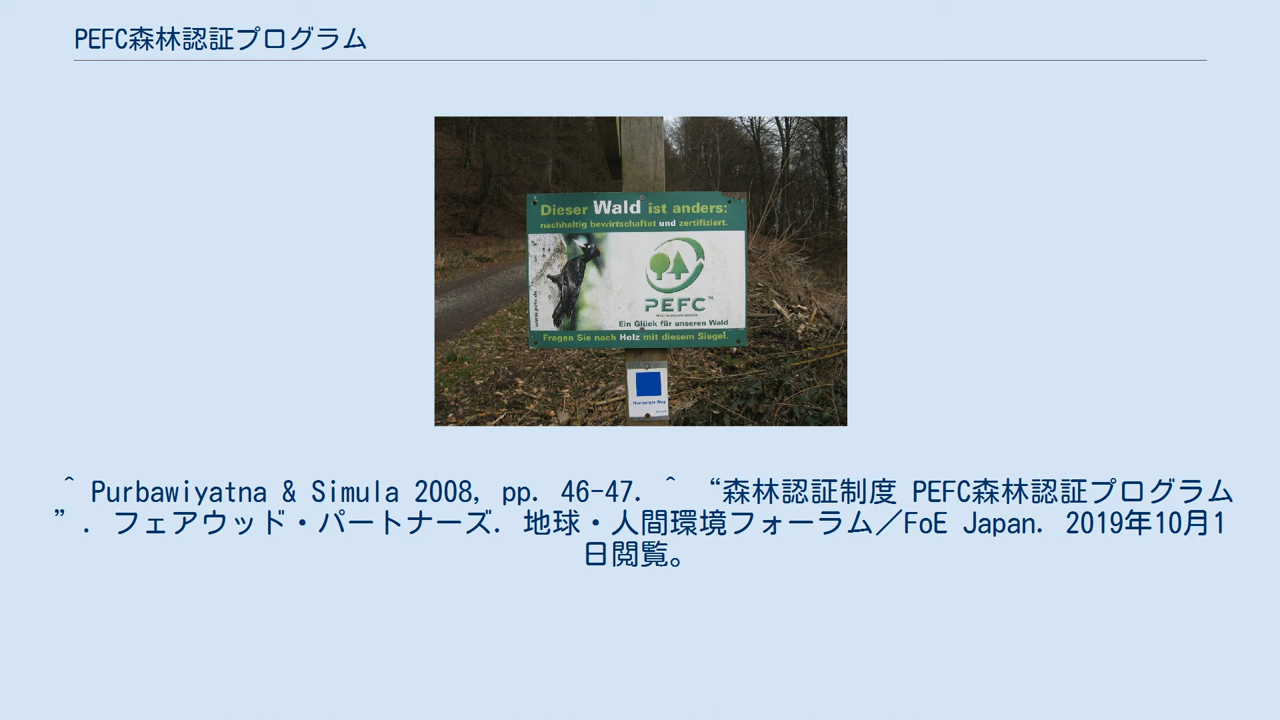 PEFC森林認証プログラム
Dieser Wald ist anders:
nachhaltig bewirtschaftet und zertifiziert.
www.pefc.de
PEFC™
Ein Glück für unseren Wald
Fragen Sie nach Holz mit diesem Siegel.
Homberger Weg
^ Purbawiyatna & Simula 2008, pp. 46-47. ^ “森林認証制度 PEFC森林認証プログラム
”. フェアウッド・パートナーズ. 地球・人間環境フォーラム／FoE Japan. 2019年10月1
日閲覧。